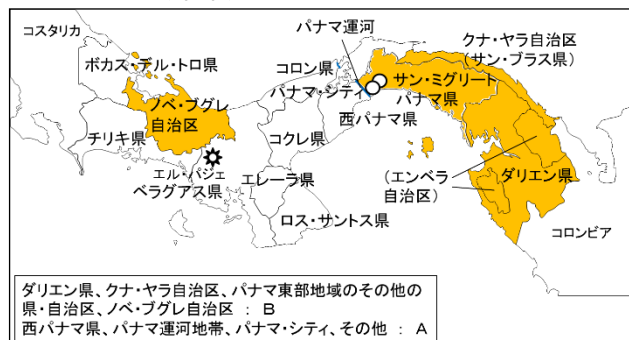 コスタリカ
パナマ運河
クナ・ヤラ自治区
(サン・ブラス県)
ボカス・デル・トロ県
コロン県
サン・ミグリート
パナマ・シティ
パナマ県
ノベ・ブグレ
自治区
西パナマ県
チリキ県
コクレ県
エル・パジェ
ベラグアス県
エレーラ県
(エンベラ
自治区)
ダリエン県
ロス・サントス県
コロンビア
ダリエン県、クナ・ヤラ自治区、パナマ東部地域のその他の
県・自治区、ノベ・ブグレ自治区 : B
西パナマ県、パナマ運河地帯、パナマ・シティ、その他 : A